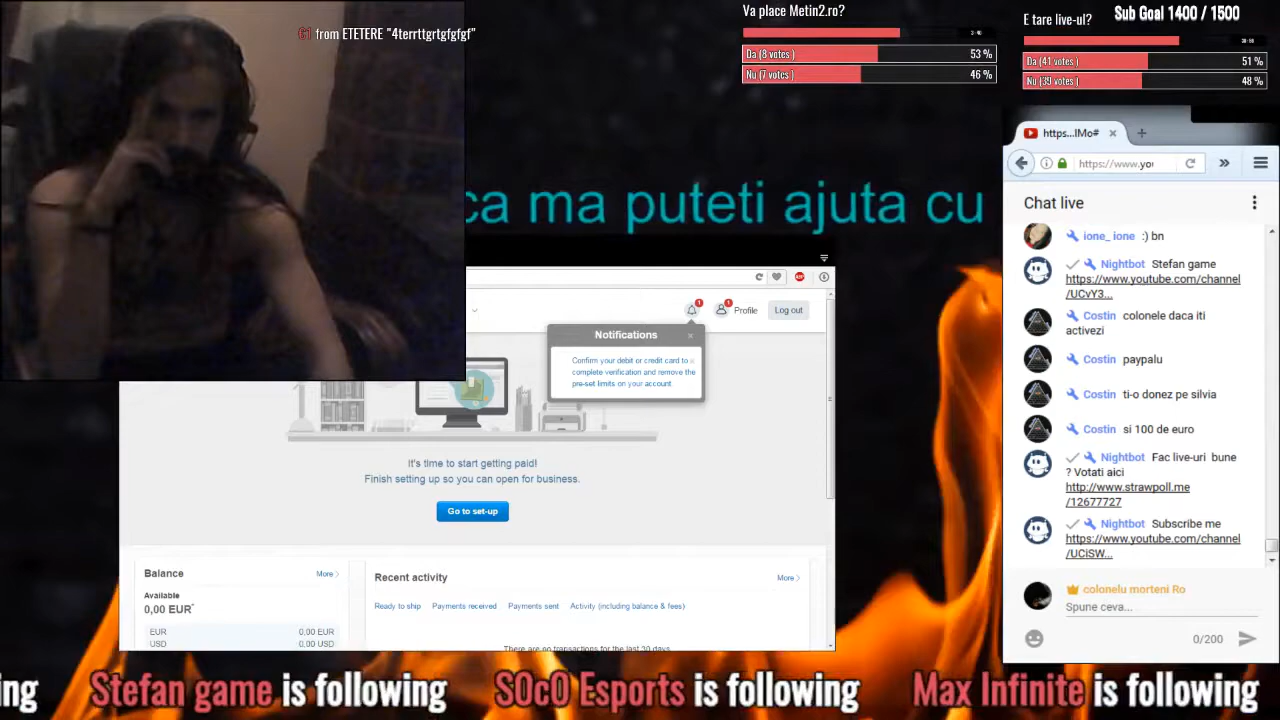 €1 from ETETERE "4terrttgrtgfgfgf"
Va place Metin2.ro?
Da (8 votes )
53 %
Nu (7 votes )
46 %
Sub Goal 1400 / 1500
E tare live-ul?
Da (41 votes )
51 %
Nu (39 votes )
48 %
ca ma puteti ajuta cu
Profile
Log out
Notifications
Confirm your debit or credit card to
complete verification and remove the
pre-set limits on your account.
It's time to start getting paid!
Finish setting up so you can open for business.
Go to set-up
Balance
More
Available
0,00 EUR*
EUR 0,00 EUR
USD 0,00 USD
Recent activity
More
Ready to ship
Payments received
Payments sent
Activity (including balance & fees)
There are no transactions for the last 30 days.
https...lMo#
https://www.you
Chat live
ione_ ione :) bn
Nightbot Stefan game
https://www.youtube.com/channel
/UCvY3...
Costin colonele daca iti
activezi
Costin paypalu
Costin ti-o donez pe silvia
Costin si 100 de euro
Nightbot Fac live-uri bune
? Votati aici
http://www.strawpoll.me
/12677727
Nightbot Subscribe me
https://www.youtube.com/channel
/UCiSW...
colonelu morteni Ro
Spune ceva...
0/200
ing
Stefan game is following
S0c0 Esports is following
Max Infinite is following